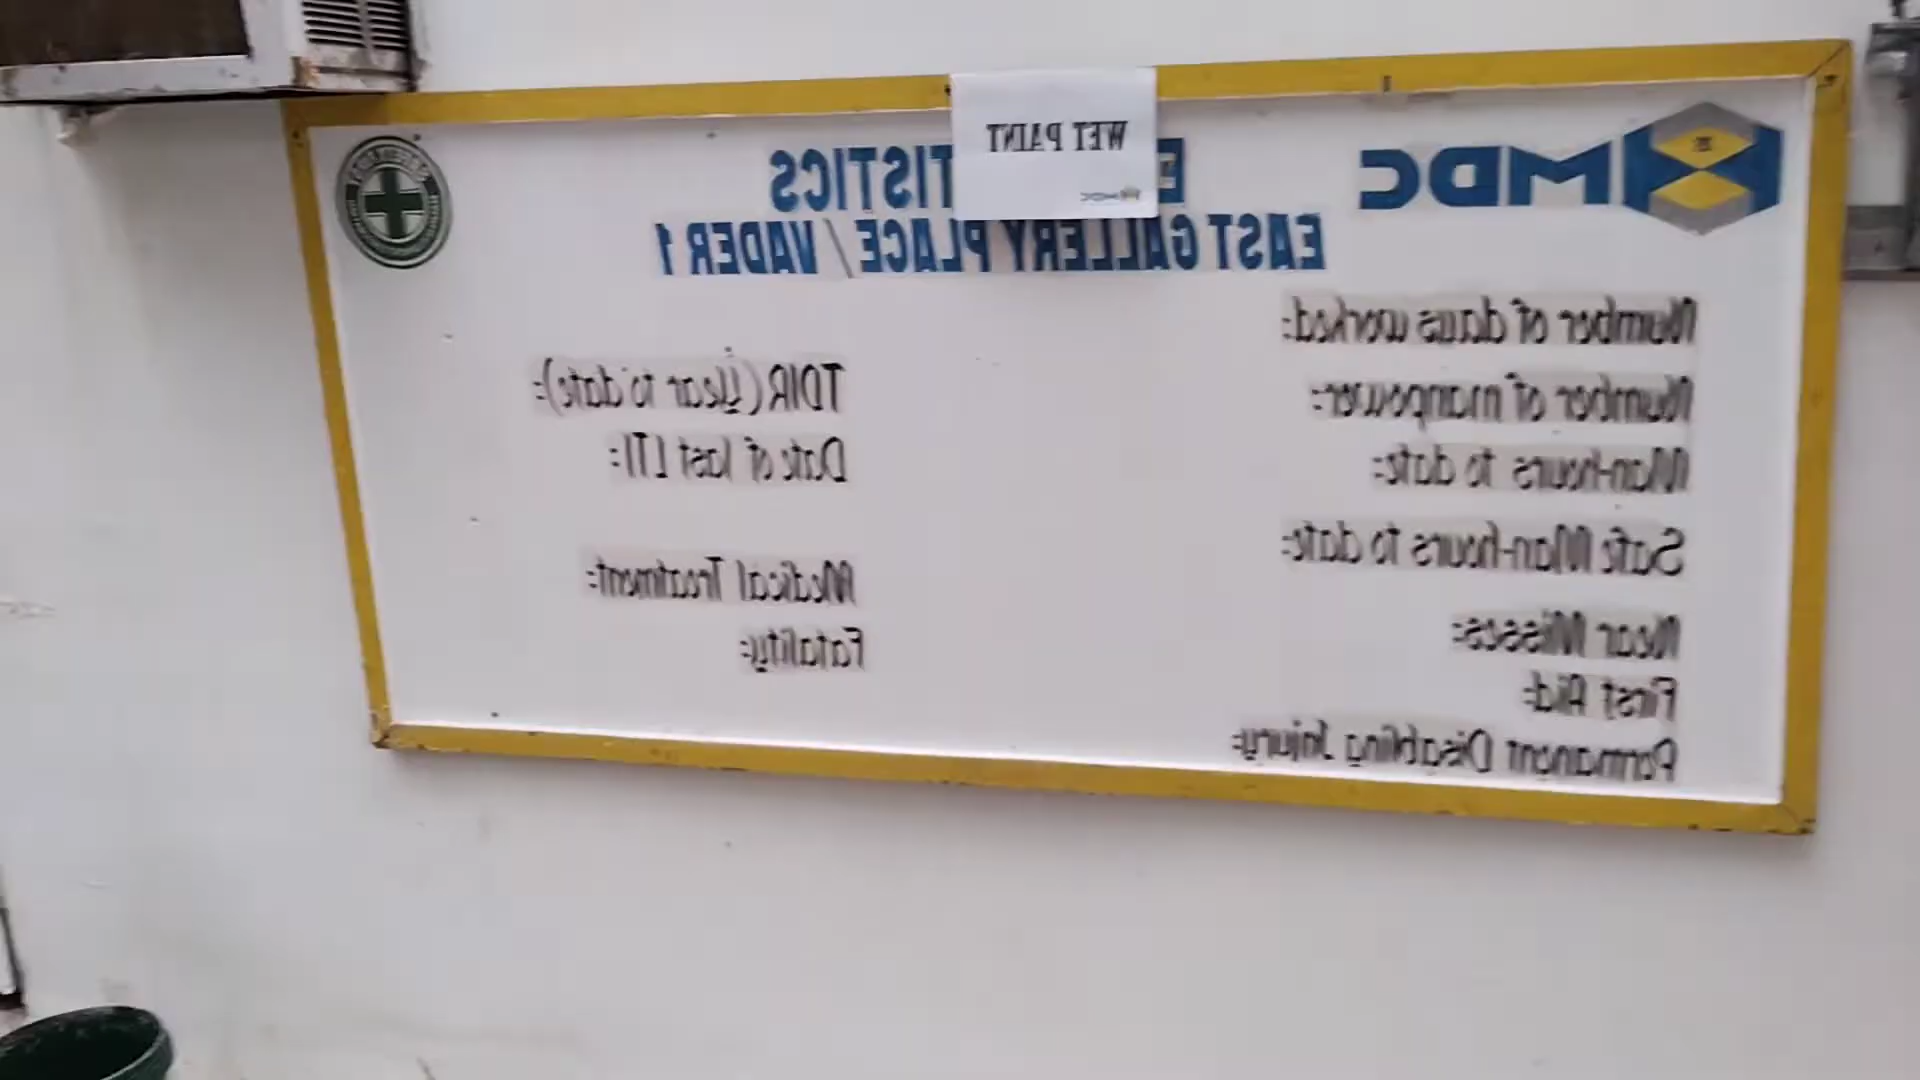 MDC
WET PAINT
MDC
TISTICS
EAST GALLERY PLACE / VADER 1
Number of days worked:
Number of manpower:
Man-hours to date:
Safe Man-hours to date:
Near Misses:
First Aid:
Permanent Disabling Injury:
TDIR (Year to date):
Date of last LTI:
Medical Treatment:
Fatality: